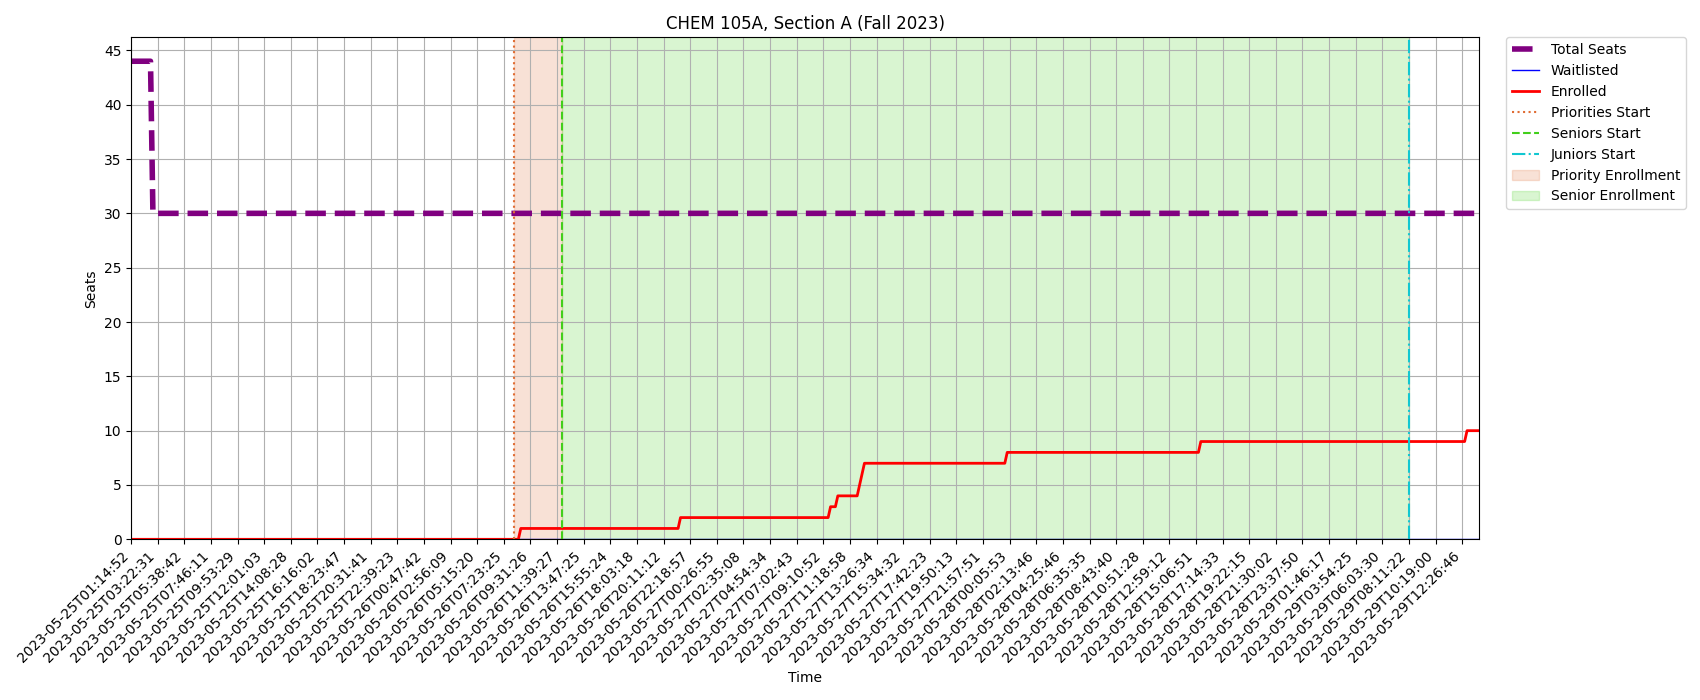 CHEM 105A, Section A (Fall 2023)
45
40
35
30
25
20
15
10
5
0
Seats
2023-05-25T01:14:52
2023-05-25T03:22:31
2023-05-25T05:38:42
2023-05-25T07:46:11
2023-05-25T09:53:29
2023-05-25T12:01:03
2023-05-25T14:08:28
2023-05-25T16:16:02
2023-05-25T18:23:47
2023-05-25T20:31:41
2023-05-25T22:39:23
2023-05-26T00:47:42
2023-05-26T02:56:09
2023-05-26T05:15:20
2023-05-26T07:23:25
2023-05-26T09:31:26
2023-05-26T11:39:27
2023-05-26T13:47:25
2023-05-26T15:55:24
2023-05-26T18:03:18
2023-05-26T20:11:12
2023-05-26T22:18:57
2023-05-27T00:26:55
2023-05-27T02:35:08
2023-05-27T04:54:34
2023-05-27T07:02:43
2023-05-27T09:10:52
2023-05-27T11:18:58
2023-05-27T13:26:34
2023-05-27T15:34:32
2023-05-27T17:42:23
2023-05-27T19:50:13
2023-05-27T21:57:51
2023-05-28T00:05:53
2023-05-28T02:13:46
2023-05-28T04:25:46
2023-05-28T06:35:35
2023-05-28T08:43:40
2023-05-28T10:51:28
2023-05-28T12:59:12
2023-05-28T15:06:51
2023-05-28T17:14:33
2023-05-28T19:22:15
2023-05-28T21:30:02
2023-05-28T23:37:50
2023-05-29T01:46:17
2023-05-29T03:54:25
2023-05-29T06:03:30
2023-05-29T08:11:22
2023-05-29T10:19:00
2023-05-29T12:26:46
Time
Total Seats
Waitlisted
Enrolled
Priorities Start
Seniors Start
Juniors Start
Priority Enrollment
Senior Enrollment